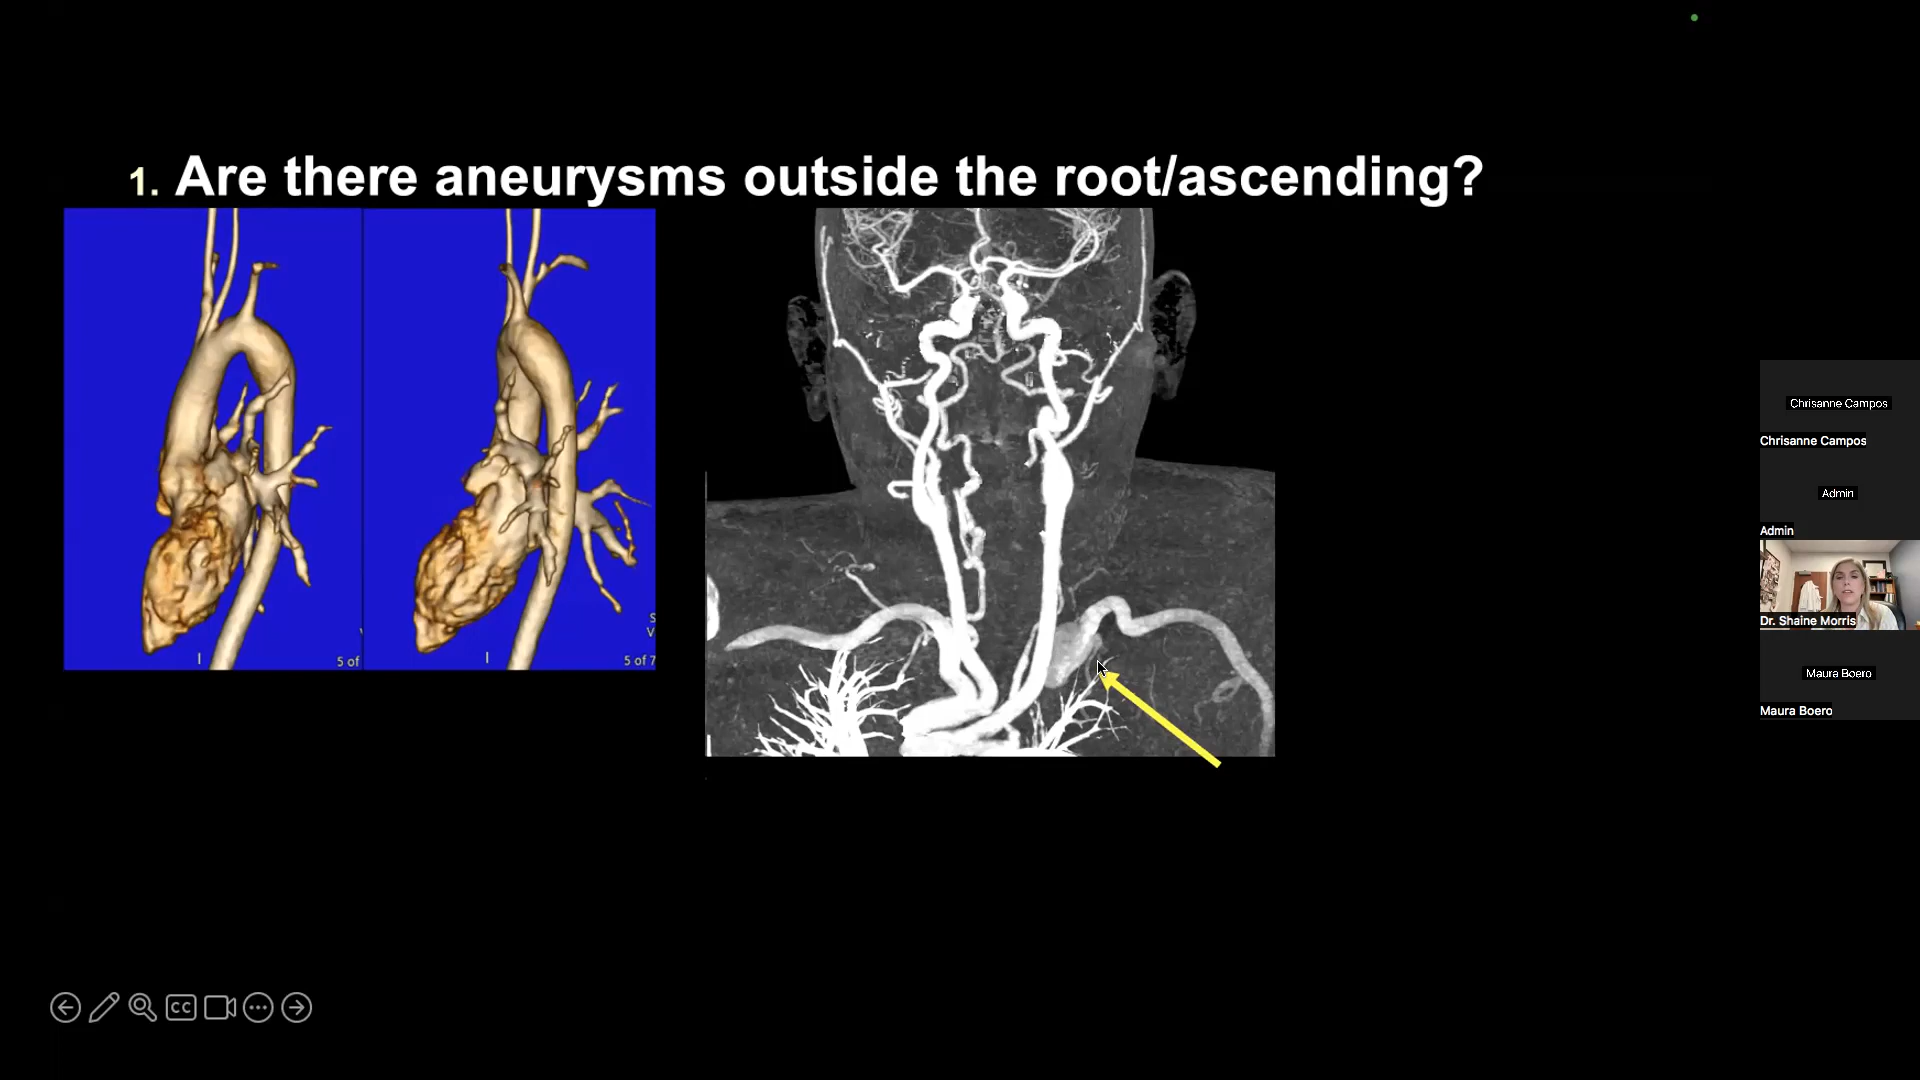 1. Are there aneurysms outside the root/ascending?
I
5 of
I
S
V
5 of 7
CC
Chrisanne Campos
Chrisanne Campos
Admin
Admin
Dr. Shaine Morris
Maura Boero
Maura Boero